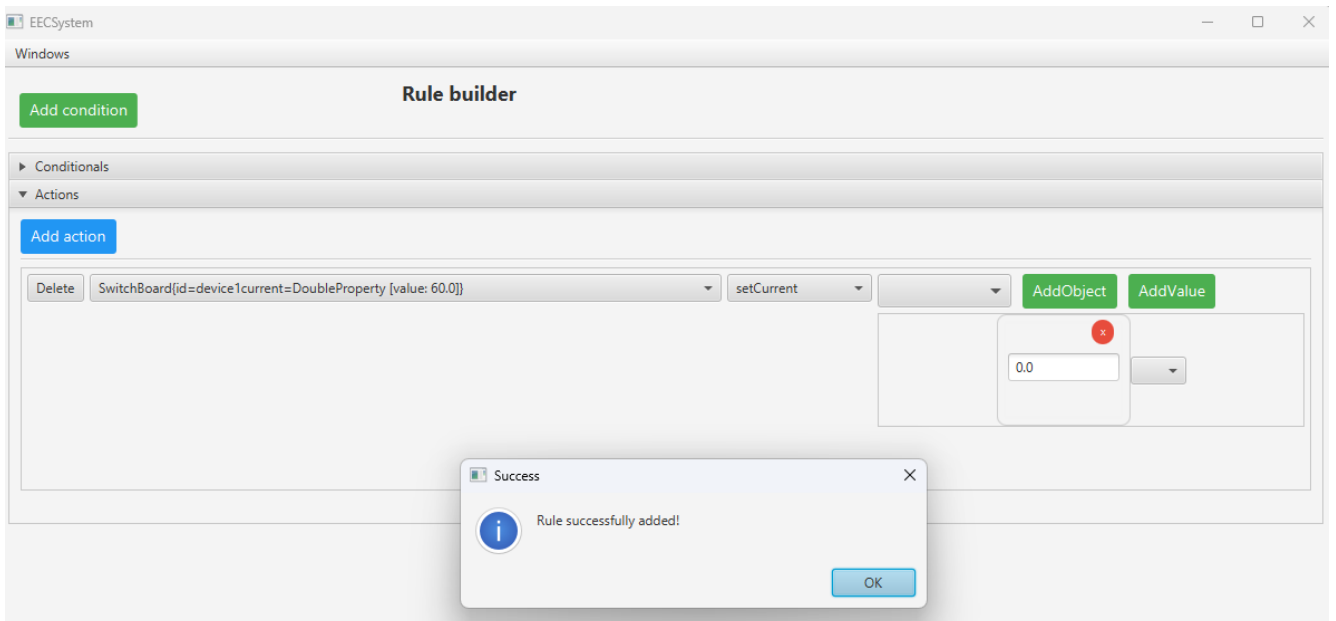 EECSystem
Windows
Rule builder
Add condition
Conditionals
Actions
Add action
Delete SwitchBoard{id=device1current=DoubleProperty [value: 60.0]} setCurrent AddObject AddValue
x
0.0
Success
Rule successfully added!
OK